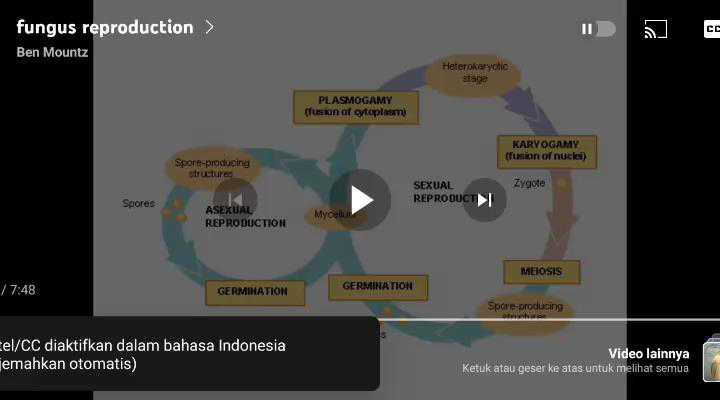 fungus reproduction
Ben Mountz
CC
Heterokaryotic
stage
PLASMOGAMY
(fusion of cytoplasm)
KARYOGAMY
(fusion of nuclei)
Spore-producing
structures
Zygote
SEXUAL
REPRODUCTION
Spores
ASEXUAL
REPRODUCTION
Mycelium
MEIOSIS
GERMINATION
GERMINATION
/ 7:48
Spore-producing
structures
tel/CC diaktifkan dalam bahasa Indonesia
jemahkan otomatis)
Video lainnya
Ketuk atau geser ke atas untuk melihat semua